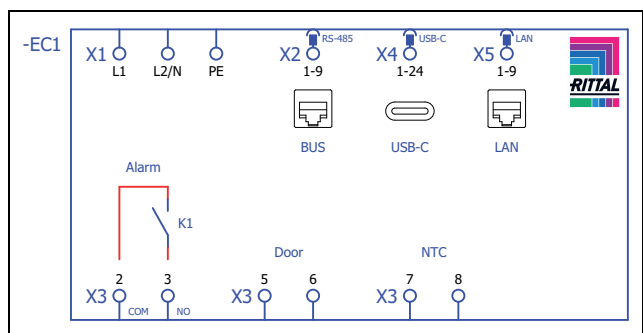 -EC1
X1 L1 L2/N PE
X2 RS-485 1-9
X4 USB-C 1-24
X5 LAN 1-9
RITTAL
BUS USB-C LAN
Alarm
K1
Door NTC
X3 2 COM 3 NO
X3 5 6
X3 7 8